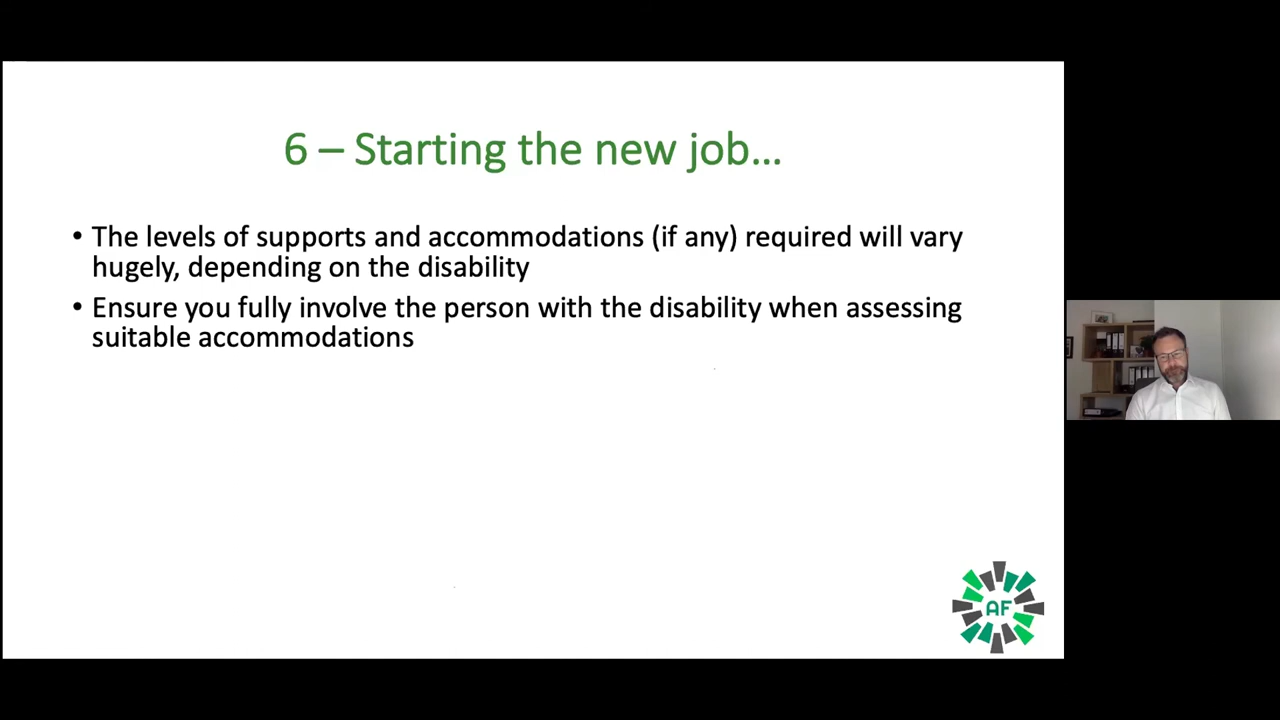 6 – Starting the new job...
• The levels of supports and accommodations (if any) required will vary
hugely, depending on the disability
• Ensure you fully involve the person with the disability when assessing
suitable accommodations
AF